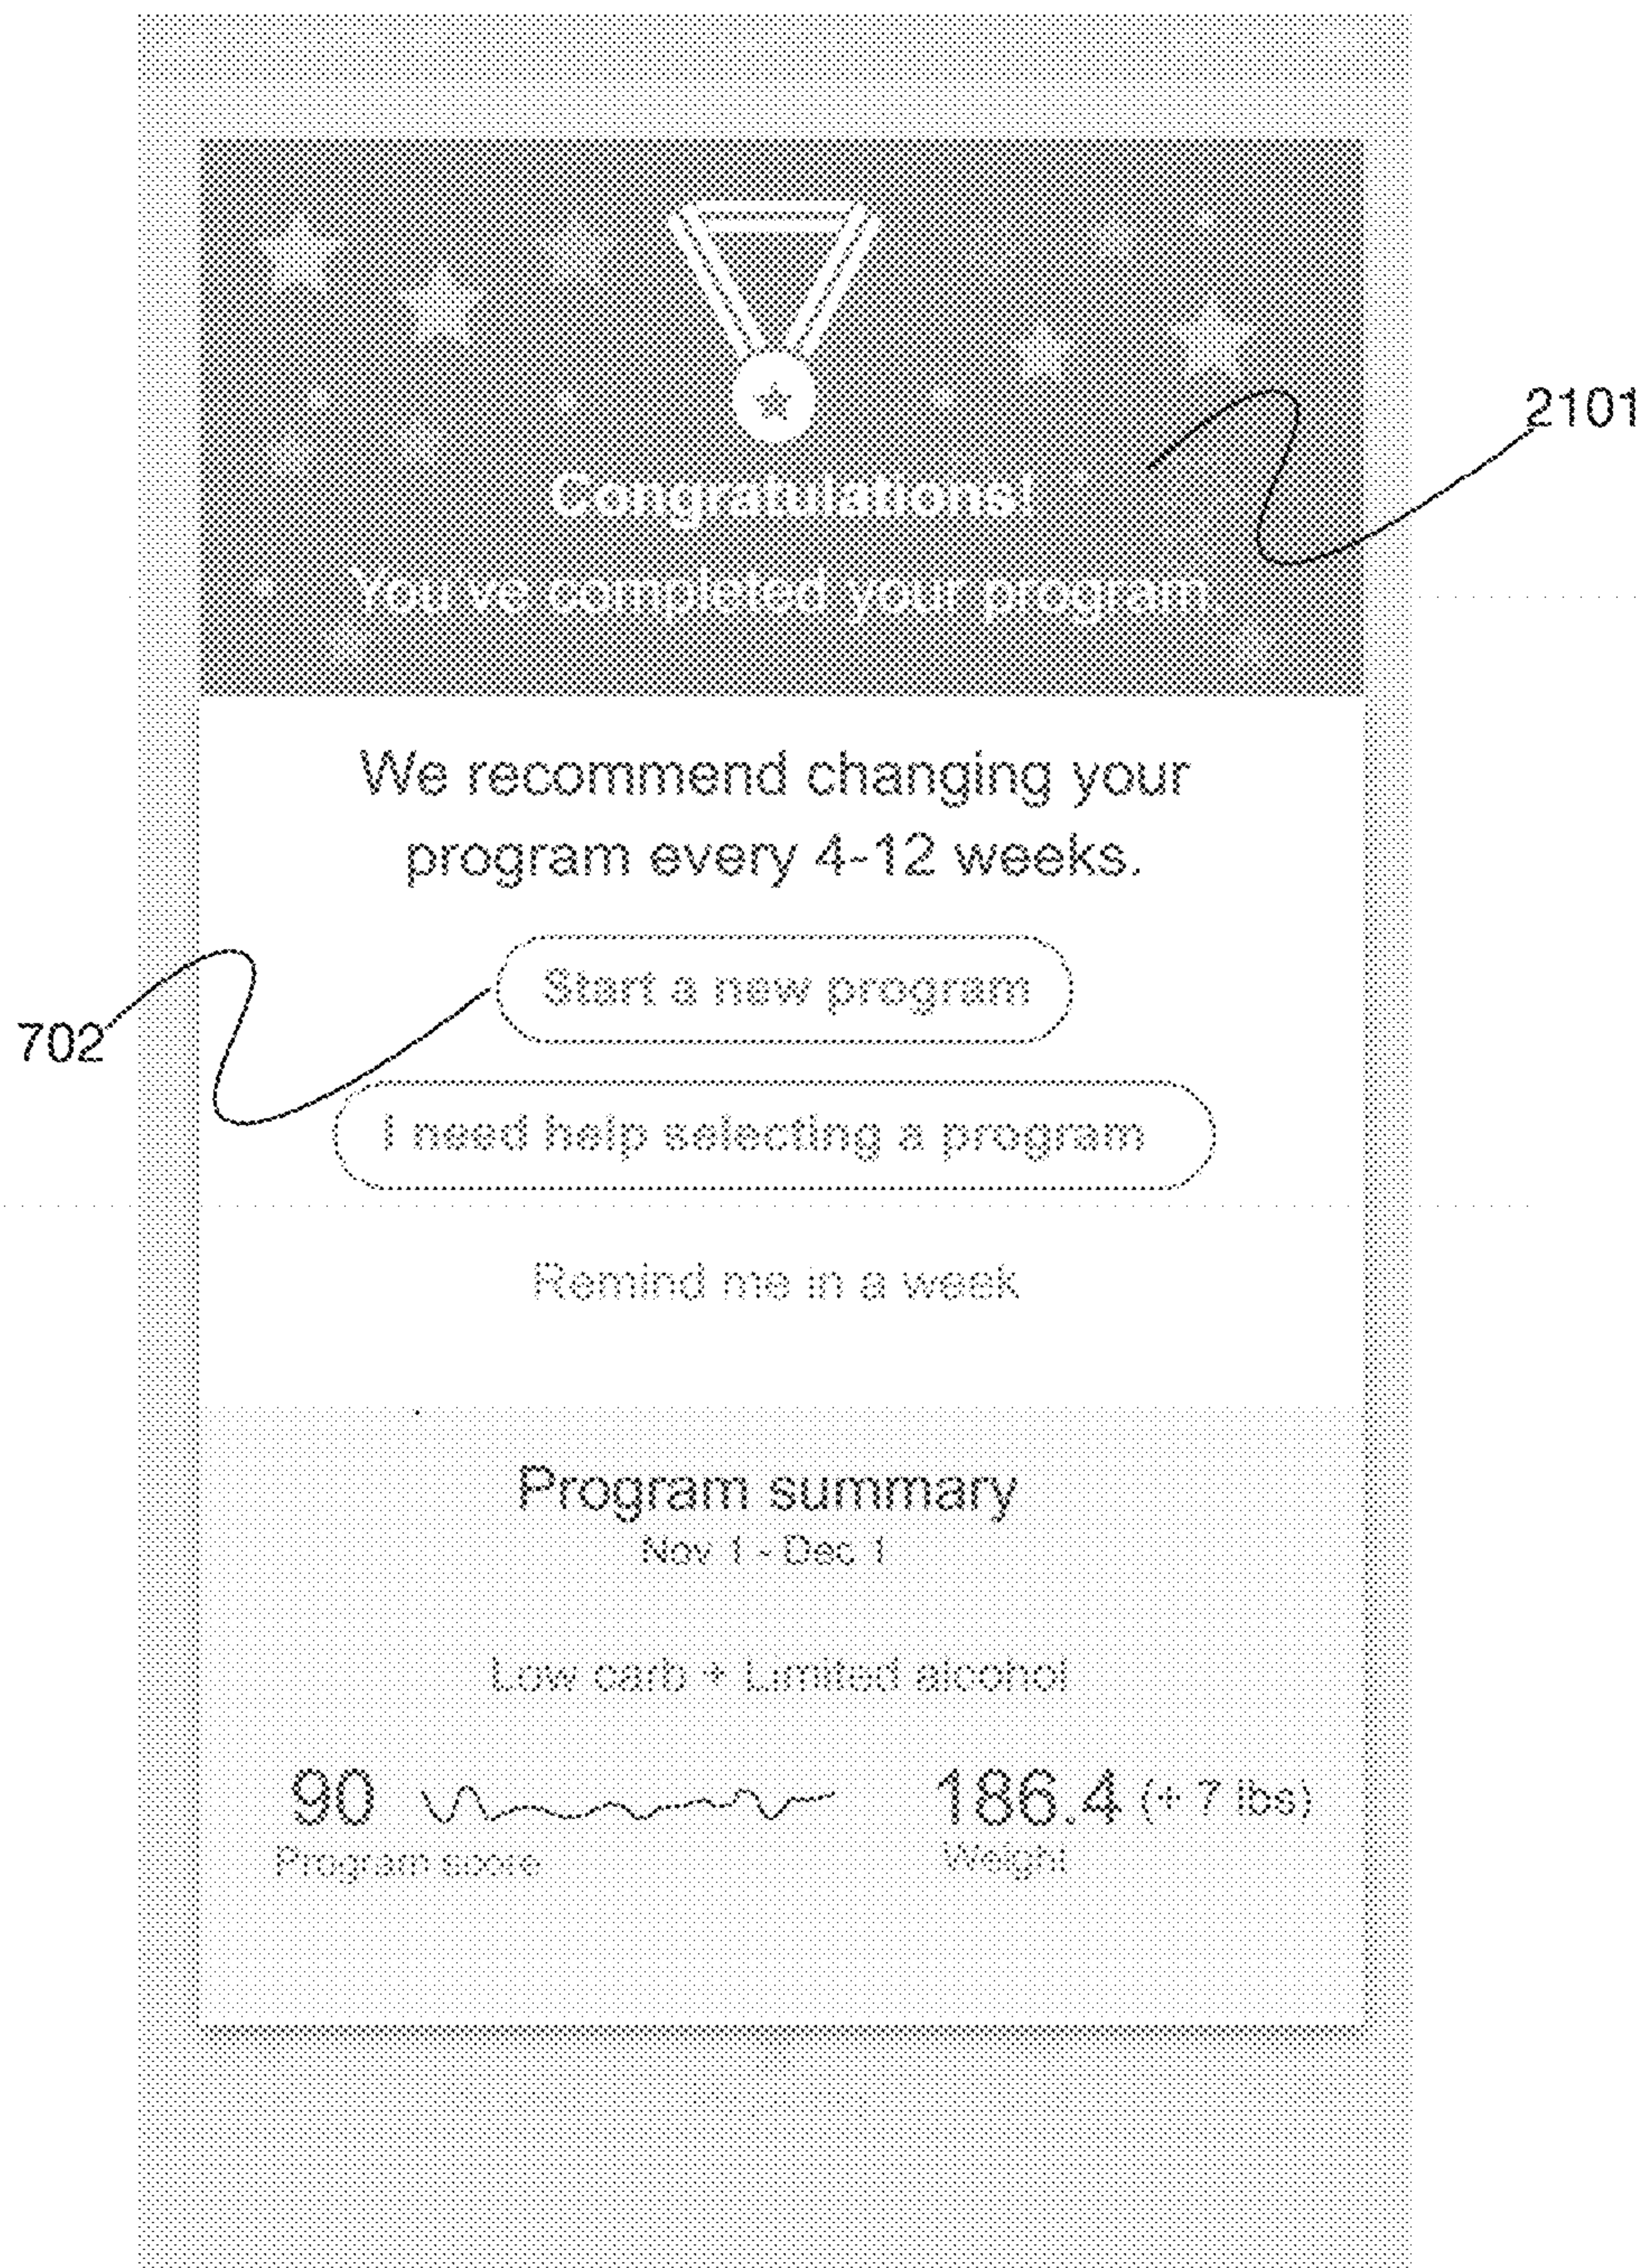 2101
Congratulations!
You've completed your program.
We recommend changing your
program every 4-12 weeks.
Start a new program
702
I need help selecting a program
Remind me in a week
Program summary
Nov 1 - Dec 1
Low carb + Limited alcohol
90
186.4 (+ 7 lbs)
Program score
Weight